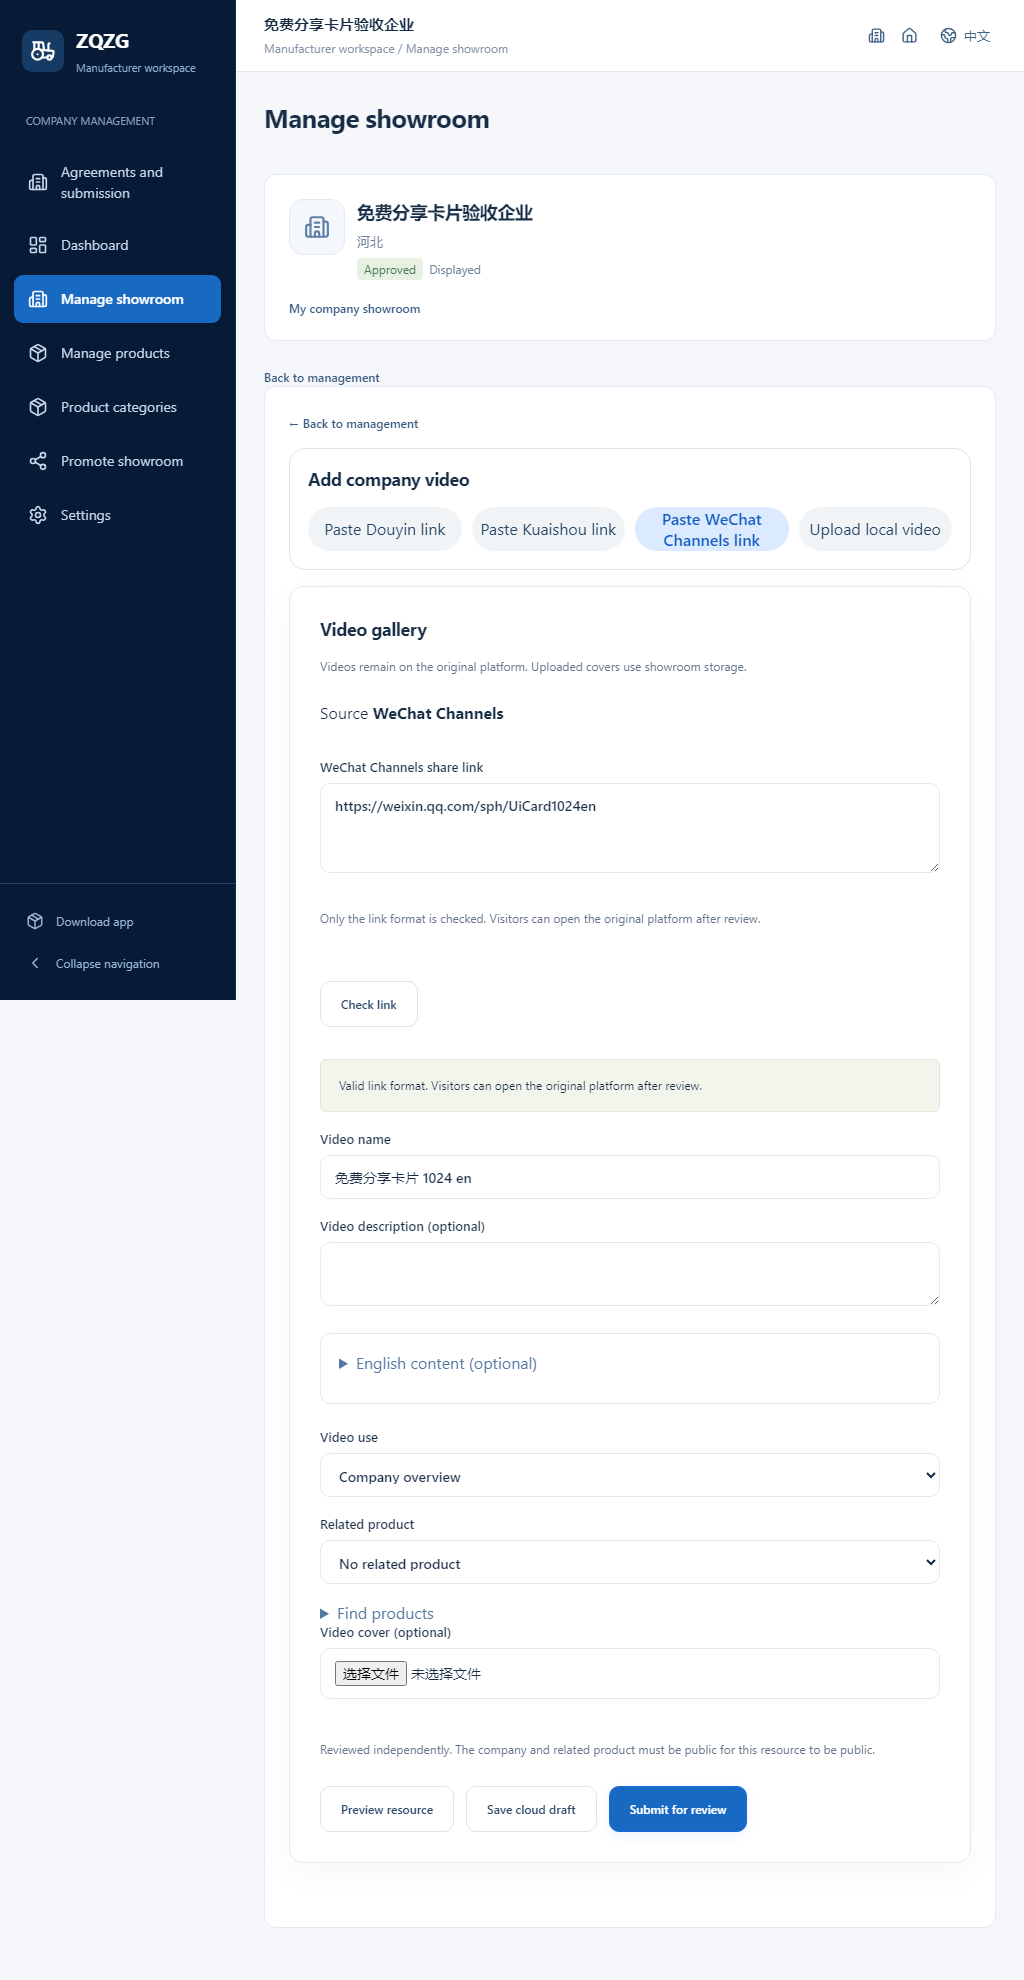 ZQZG
Manufacturer workspace
COMPANY MANAGEMENT
Agreements and
submission
Dashboard
Manage showroom
Manage products
Product categories
Promote showroom
Settings
Download app
Collapse navigation
免费分享卡片验收企业
Manufacturer workspace / Manage showroom
中文
Manage showroom
免费分享卡片验收企业
河北
Approved Displayed
My company showroom
Back to management
← Back to management
Add company video
Paste Douyin link
Paste Kuaishou link
Paste WeChat
Channels link
Upload local video
Video gallery
Videos remain on the original platform. Uploaded covers use showroom storage.
Source WeChat Channels
WeChat Channels share link
https://weixin.qq.com/sph/UiCard1024en
Only the link format is checked. Visitors can open the original platform after review.
Check link
Valid link format. Visitors can open the original platform after review.
Video name
免费分享卡片 1024 en
Video description (optional)
English content (optional)
Video use
Company overview
Related product
No related product
Find products
Video cover (optional)
选择文件 未选择文件
Reviewed independently. The company and related product must be public for this resource to be public.
Preview resource
Save cloud draft
Submit for review